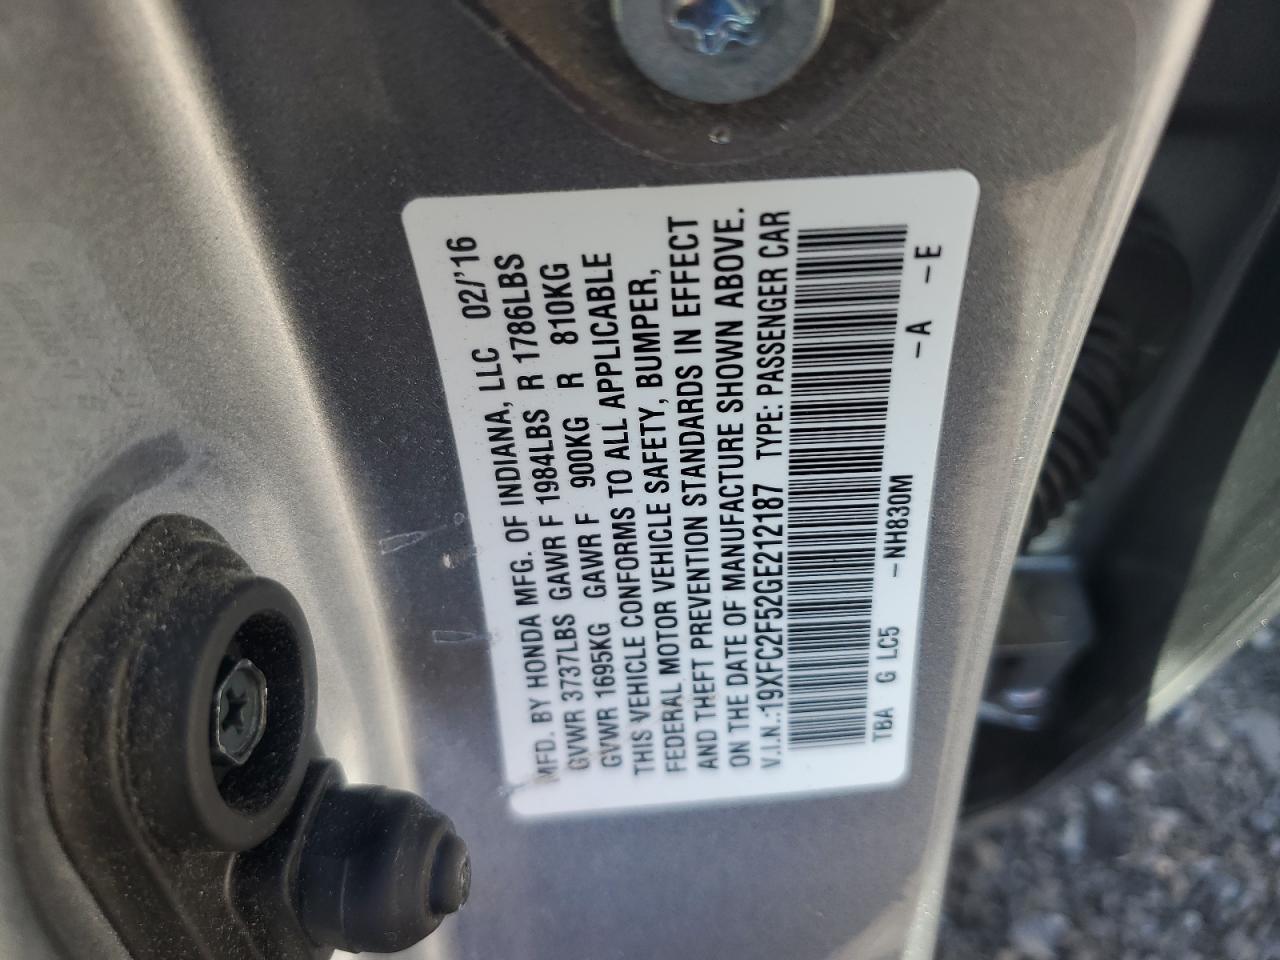 MFD. BY HONDA MFG. OF INDIANA, LLC 02/'16
GVWR 3737LBS GAWR F 1984LBS R 1786LBS
GVWR 1695KG GAWR F 900KG R 810KG
THIS VEHICLE CONFORMS TO ALL APPLICABLE
FEDERAL MOTOR VEHICLE SAFETY, BUMPER,
AND THEFT PREVENTION STANDARDS IN EFFECT
ON THE DATE OF MANUFACTURE SHOWN ABOVE.
V.I.N.:19XFC2F52GE212187 TYPE: PASSENGER CAR
TBA G LC5 -NH830M -A -E